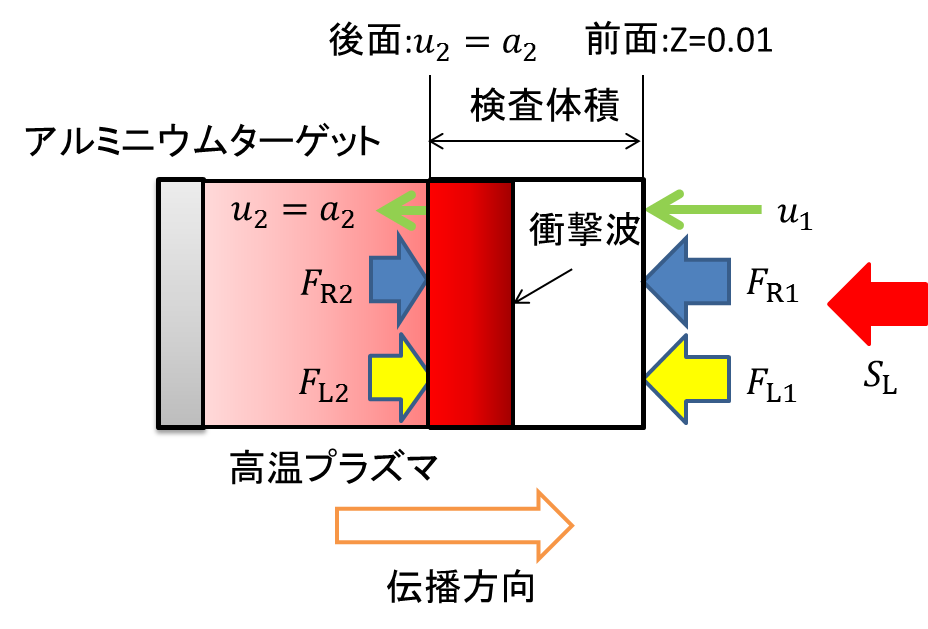 後面:u₂ = a₂
前面:Z=0.01
検査体積
アルミニウムターゲット
u₂ = a₂
衝撃波
u₁
F_R2
F_R1
F_L2
F_L1
S_L
高温プラズマ
伝播方向